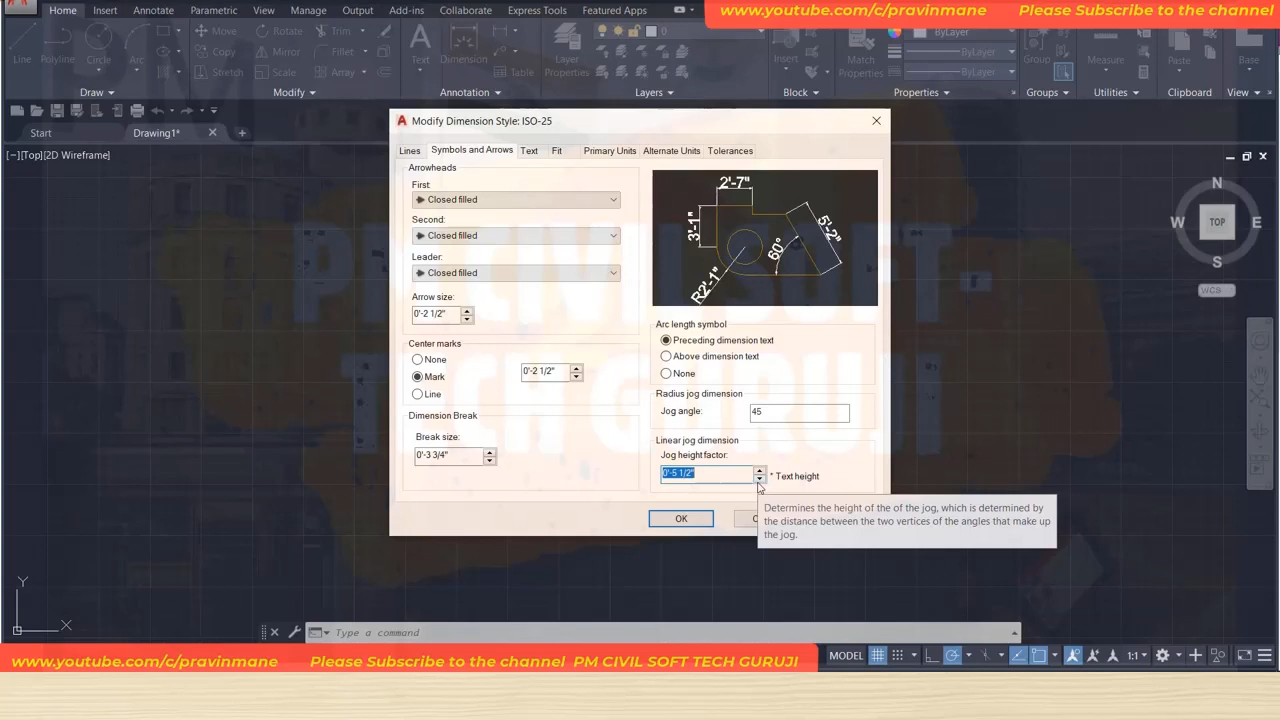 www.youtube.com/c/pravinmane Please Subscribe to the channel
Home Insert Annotate Parametric View Manage Output Add-ins Collaborate Express Tools Featured Apps
Line Polyline Circle Arc
Move Rotate Trim
Copy Mirror Fillet
Stretch Scale Array
Text Dimension Table
Layer Properties
0
Insert
Match Properties
ByLayer
ByLayer
ByLayer
Group Measure Paste Base
Draw Modify Annotation Layers Block Properties Groups Utilities Clipboard View
Start Drawing1*
[−][Top][2D Wireframe]
Modify Dimension Style: ISO-25
Lines Symbols and Arrows Text Fit Primary Units Alternate Units Tolerances
Arrowheads
First:
Closed filled
Second:
Closed filled
Leader:
Closed filled
Arrow size:
0'-2 1/2"
Center marks
None
Mark
Line
0'-2 1/2"
Dimension Break
Break size:
0'-3 3/4"
2'-7"
3'-1"
5'-2"
60°
R2'-1"
Arc length symbol
Preceding dimension text
Above dimension text
None
Radius jog dimension
Jog angle: 45
Linear jog dimension
Jog height factor:
0'-5 1/2" * Text height
OK
Determines the height of the of the jog, which is determined by
the distance between the two vertices of the angles that make up
the jog.
PM CIVIL SOFT
TECH GURUJI
N
W TOP E
S
WCS
Y
X
Type a command
www.youtube.com/c/pravinmane Please Subscribe to the channel PM CIVIL SOFT TECH GURUJI
MODEL 1:1